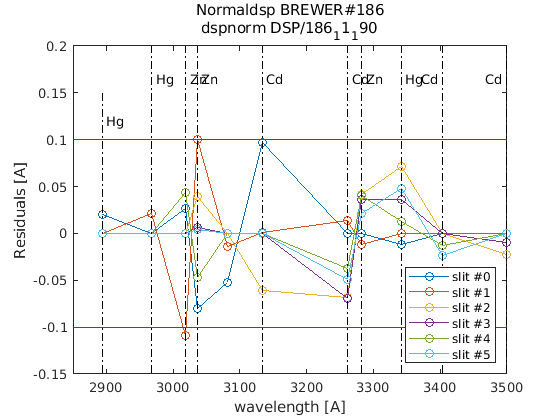 Normaldsp BREWER#186
dspnorm DSP/186₁1₁90
0.2
0.15
0.1
0.05
0
-0.05
-0.1
-0.15
Residuals [A]
Hg
Hg
Zn
Zn
Cd
Cd
Zn
Hg
Cd
Cd
slit #0
slit #1
slit #2
slit #3
slit #4
slit #5
2900
3000
3100
3200
3300
3400
3500
wavelength [A]